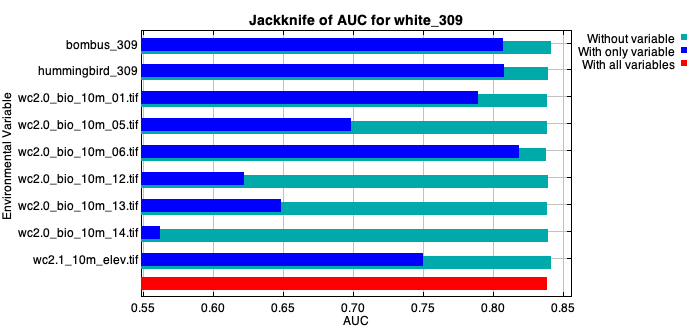 Jackknife of AUC for white_309
Without variable
With only variable
With all variables
Environmental Variable
bombus_309
hummingbird_309
wc2.0_bio_10m_01.tif
wc2.0_bio_10m_05.tif
wc2.0_bio_10m_06.tif
wc2.0_bio_10m_12.tif
wc2.0_bio_10m_13.tif
wc2.0_bio_10m_14.tif
wc2.1_10m_elev.tif
0.55 0.60 0.65 0.70 0.75 0.80 0.85
AUC